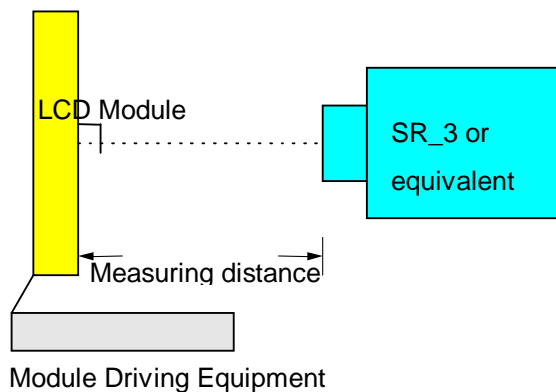 LCD Module
SR_3 or
equivalent
Measuring distance
Module Driving Equipment